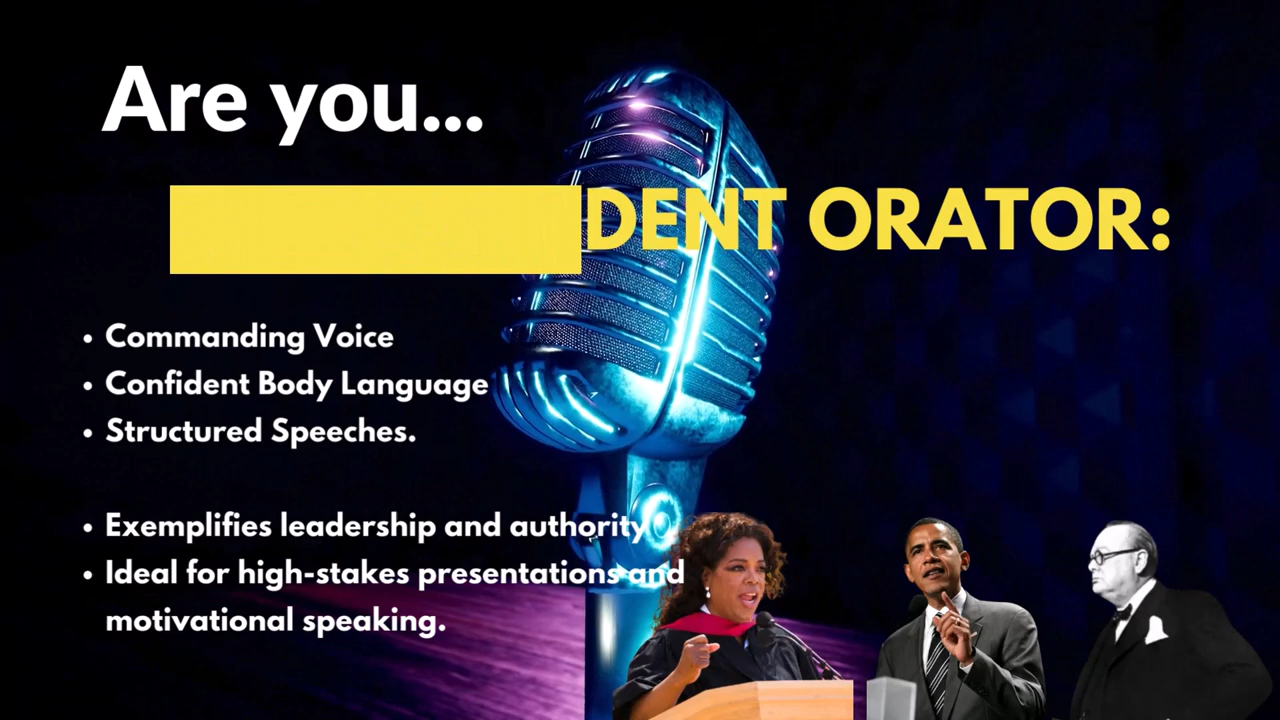 Are you...
DENT ORATOR:
• Commanding Voice
• Confident Body Language
• Structured Speeches.
• Exemplifies leadership and authority
• Ideal for high-stakes presentations and
motivational speaking.